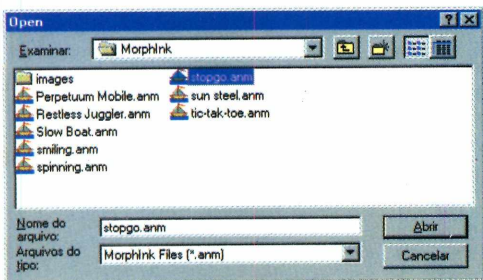 Open
Examinar: MorphInk
images
Perpetuum Mobile.anm
Restless Juggler.anm
Slow Boat.anm
smiling.anm
spinning.anm
stopgo.anm
sun steel.anm
tic-tak-toe.anm
Nome do arquivo: stopgo.anm
Abrir
Arquivos do tipo: MorphInk Files (*.anm)
Cancelar